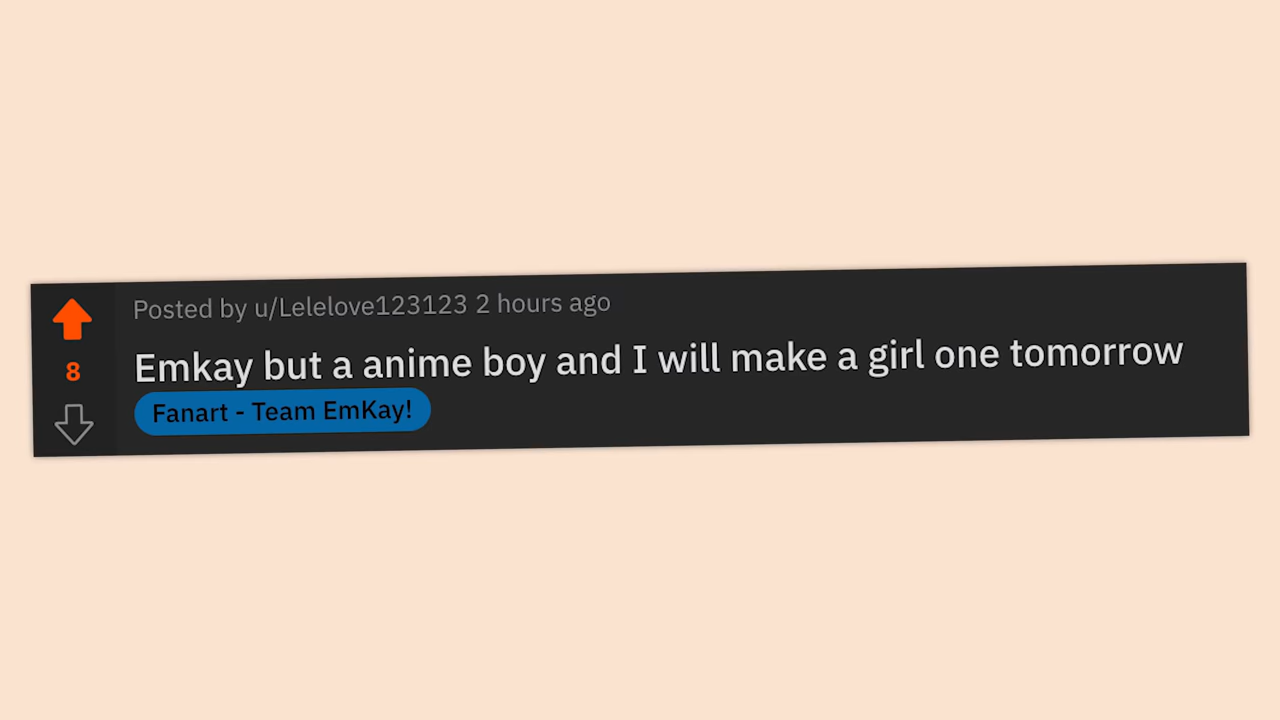 Posted by u/Lelelove123123 2 hours ago
8
Emkay but a anime boy and I will make a girl one tomorrow
Fanart - Team EmKay!